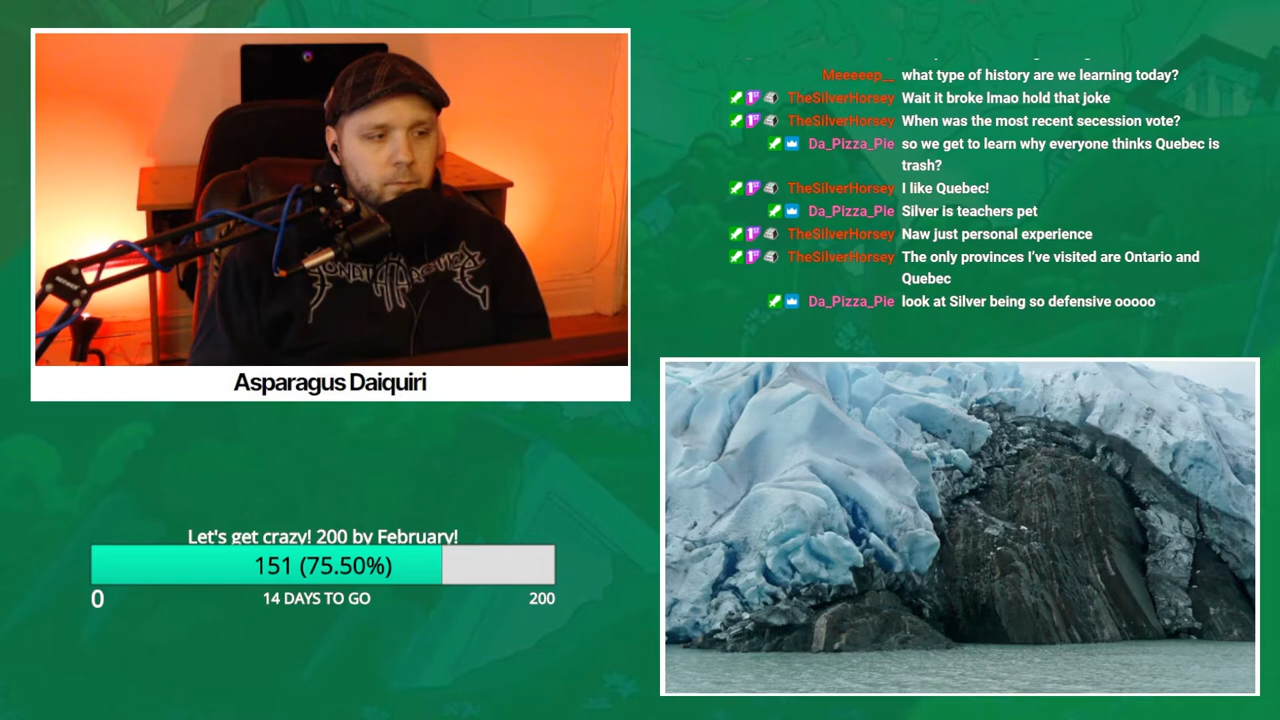 SONATA ARCTICA
Asparagus Daiquiri
Let's get crazy! 200 by February!
151 (75.50%)
0
14 DAYS TO GO
200
Meeeeep__ what type of history are we learning today?
TheSilverHorsey Wait it broke lmao hold that joke
TheSilverHorsey When was the most recent secession vote?
Da_Pizza_Pie so we get to learn why everyone thinks Quebec is
trash?
TheSilverHorsey I like Quebec!
Da_Pizza_Pie Silver is teachers pet
TheSilverHorsey Naw just personal experience
TheSilverHorsey The only provinces I've visited are Ontario and
Quebec
Da_Pizza_Pie look at Silver being so defensive ooooo